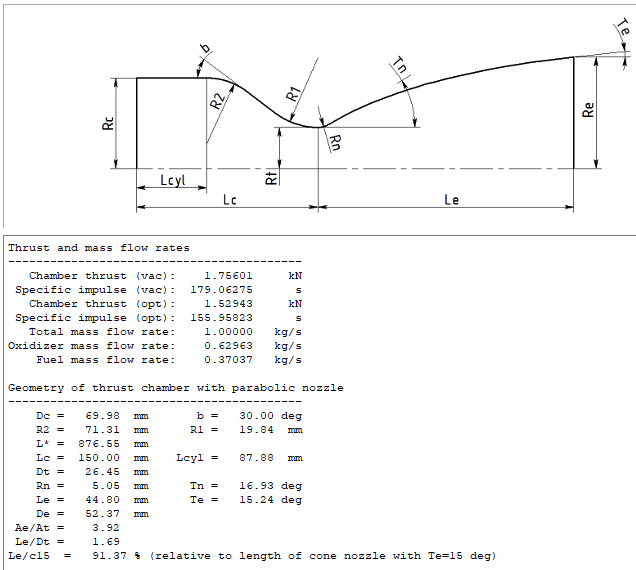 b
Te
Tn
R2
R1
Rc
Rn
Re
Rt
Lcyl
Lc
Le
Thrust and mass flow rates
------------------------------------------
Chamber thrust (vac): 1.75601 kN
Specific impulse (vac): 179.06275 s
Chamber thrust (opt): 1.52943 kN
Specific impulse (opt): 155.95823 s
Total mass flow rate: 1.00000 kg/s
Oxidizer mass flow rate: 0.62963 kg/s
Fuel mass flow rate: 0.37037 kg/s
Geometry of thrust chamber with parabolic nozzle
------------------------------------------
Dc = 69.98 mm b = 30.00 deg
R2 = 71.31 mm R1 = 19.84 mm
L* = 876.55 mm
Lc = 150.00 mm Lcyl = 87.88 mm
Dt = 26.45 mm
Rn = 5.05 mm Tn = 16.93 deg
Le = 44.80 mm Te = 15.24 deg
De = 52.37 mm
Ae/At = 3.92
Le/Dt = 1.69
Le/c15 = 91.37 % (relative to length of cone nozzle with Te=15 deg)